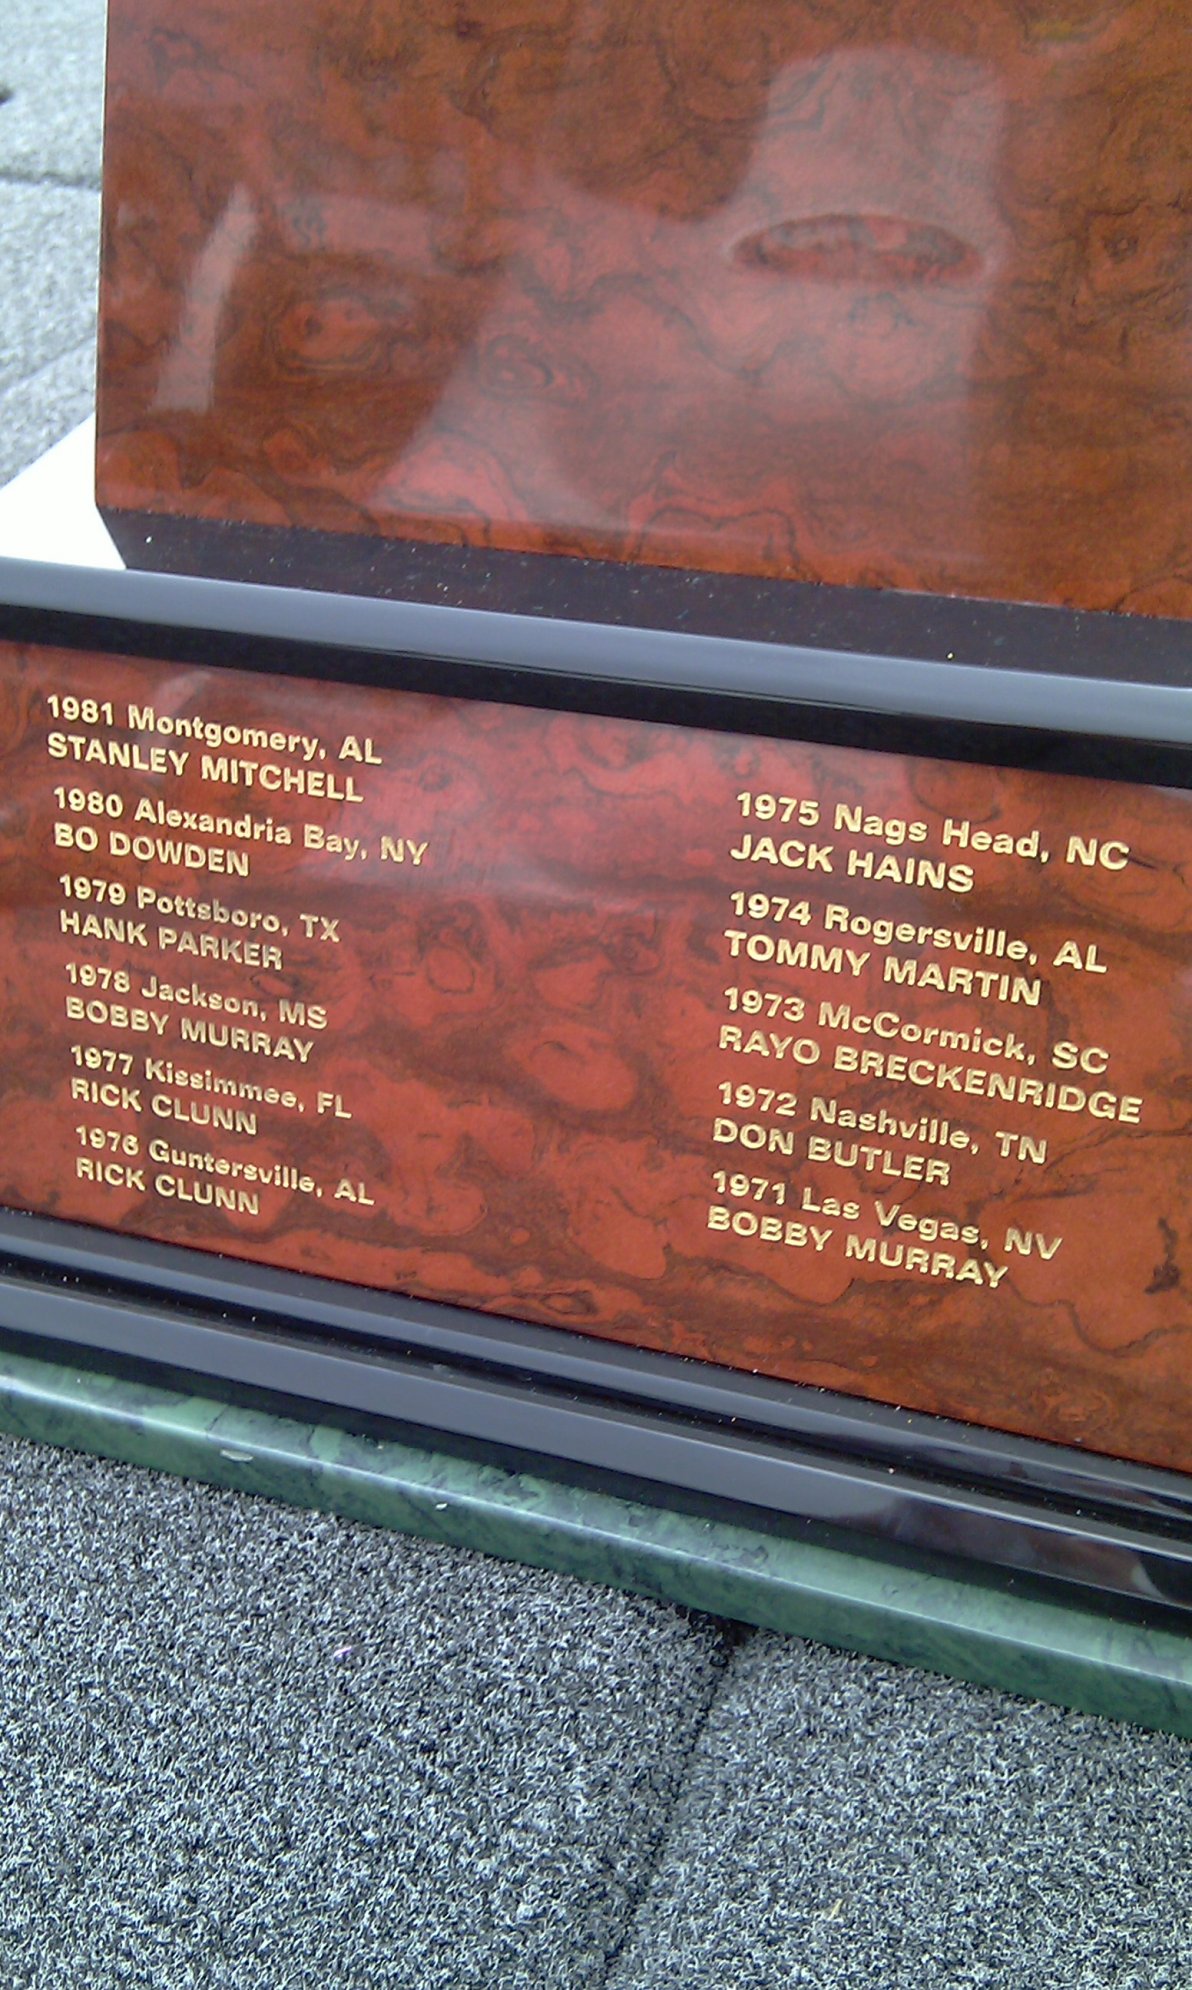 1981 Montgomery, AL
STANLEY MITCHELL
1980 Alexandria Bay, NY
BO DOWDEN
1979 Pottsboro, TX
HANK PARKER
1978 Jackson, MS
BOBBY MURRAY
1977 Kissimmee, FL
RICK CLUNN
1976 Guntersville, AL
RICK CLUNN
1975 Nags Head, NC
JACK HAINS
1974 Rogersville, AL
TOMMY MARTIN
1973 McCormick, SC
RAYO BRECKENRIDGE
1972 Nashville, TN
DON BUTLER
1971 Las Vegas, NV
BOBBY MURRAY